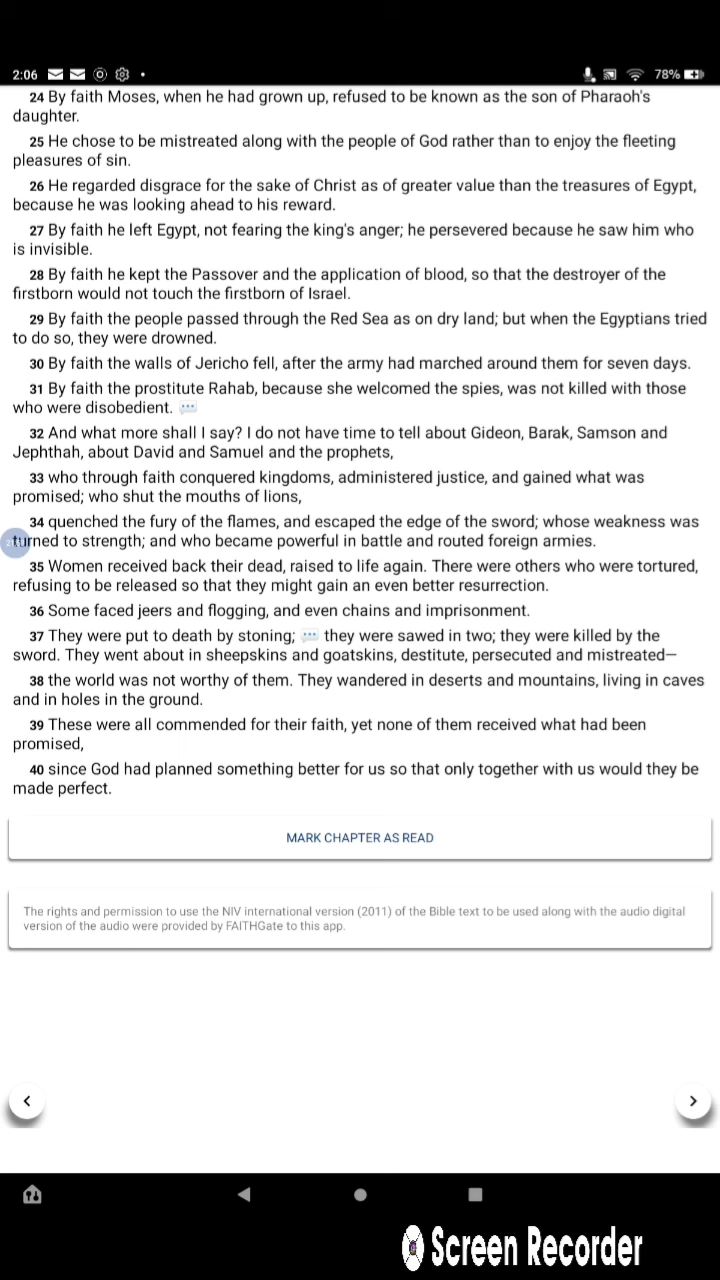 2:06
78%
24 By faith Moses, when he had grown up, refused to be known as the son of Pharaoh's
daughter.
25 He chose to be mistreated along with the people of God rather than to enjoy the fleeting
pleasures of sin.
26 He regarded disgrace for the sake of Christ as of greater value than the treasures of Egypt,
because he was looking ahead to his reward.
27 By faith he left Egypt, not fearing the king's anger; he persevered because he saw him who
is invisible.
28 By faith he kept the Passover and the application of blood, so that the destroyer of the
firstborn would not touch the firstborn of Israel.
29 By faith the people passed through the Red Sea as on dry land; but when the Egyptians tried
to do so, they were drowned.
30 By faith the walls of Jericho fell, after the army had marched around them for seven days.
31 By faith the prostitute Rahab, because she welcomed the spies, was not killed with those
who were disobedient.
32 And what more shall I say? I do not have time to tell about Gideon, Barak, Samson and
Jephthah, about David and Samuel and the prophets,
33 who through faith conquered kingdoms, administered justice, and gained what was
promised; who shut the mouths of lions,
34 quenched the fury of the flames, and escaped the edge of the sword; whose weakness was
turned to strength; and who became powerful in battle and routed foreign armies.
35 Women received back their dead, raised to life again. There were others who were tortured,
refusing to be released so that they might gain an even better resurrection.
36 Some faced jeers and flogging, and even chains and imprisonment.
37 They were put to death by stoning; they were sawed in two; they were killed by the
sword. They went about in sheepskins and goatskins, destitute, persecuted and mistreated—
38 the world was not worthy of them. They wandered in deserts and mountains, living in caves
and in holes in the ground.
39 These were all commended for their faith, yet none of them received what had been
promised,
40 since God had planned something better for us so that only together with us would they be
made perfect.
MARK CHAPTER AS READ
The rights and permission to use the NIV international version (2011) of the Bible text to be used along with the audio digital
version of the audio were provided by FAITHGate to this app.
Screen Recorder